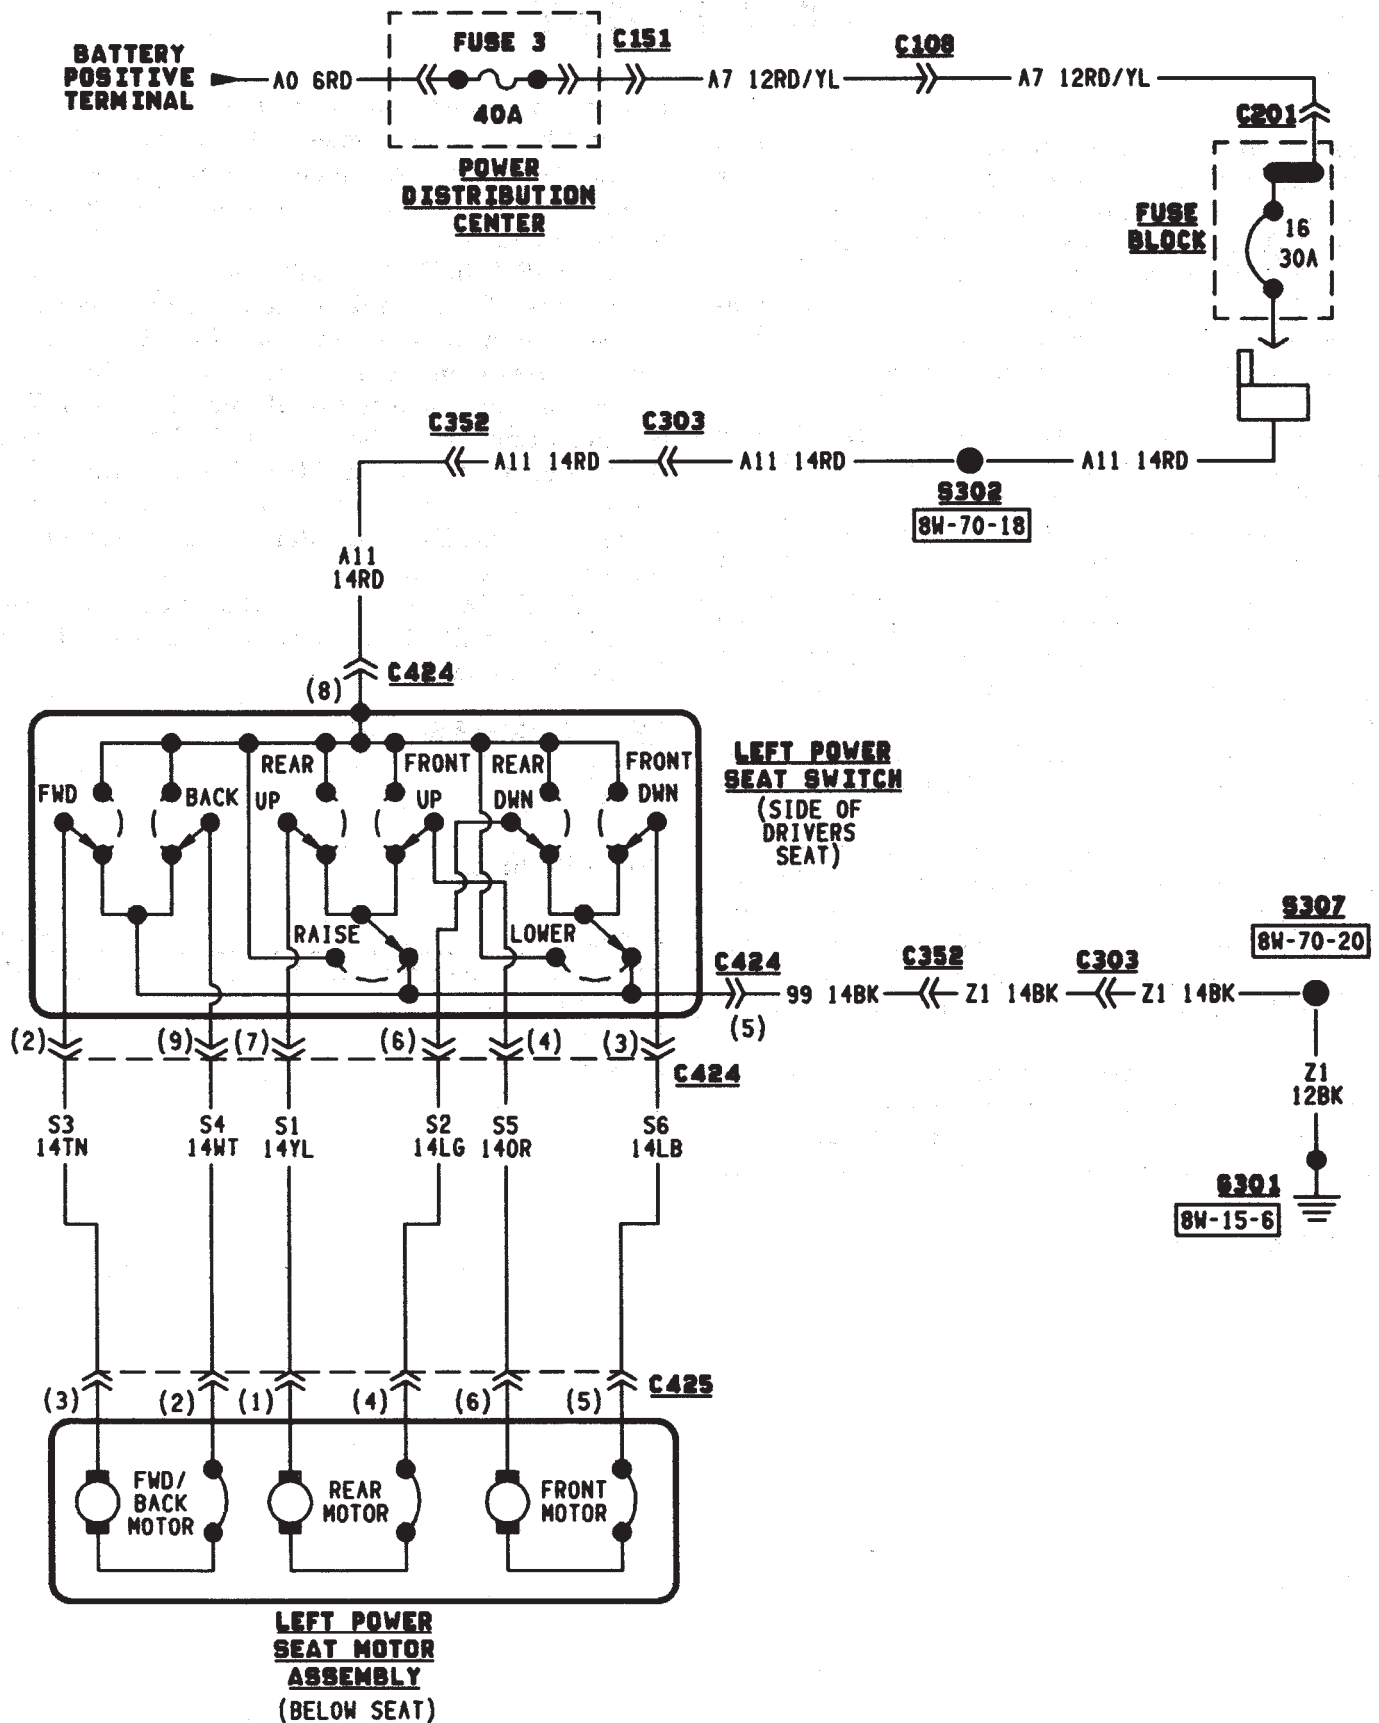 BATTERY
POSITIVE
TERMINAL
A0 6RD
FUSE 3
40A
POWER
DISTRIBUTION
CENTER
C151
A7 12RD/YL
C108
A7 12RD/YL
C201
FUSE
BLOCK
16
30A
C352
A11 14RD
C303
A11 14RD
S302
8W-70-18
A11 14RD
A11
14RD
C424
(8)
LEFT POWER
SEAT SWITCH
(SIDE OF
DRIVERS
SEAT)
FWD
BACK
REAR
UP
FRONT
UP
REAR
DWN
FRONT
DWN
RAISE
LOWER
C424
(5)
99 14BK
C352
Z1 14BK
C303
Z1 14BK
S307
8W-70-20
Z1
12BK
G301
8W-15-6
(2)
(9)
(7)
(6)
(4)
(3)
C424
S3
14TN
S4
14WT
S1
14YL
S2
14LG
S5
14OR
S6
14LB
(3)
(2)
(1)
(4)
(6)
(5)
C425
FWD/
BACK
MOTOR
REAR
MOTOR
FRONT
MOTOR
LEFT POWER
SEAT MOTOR
ASSEMBLY
(BELOW SEAT)